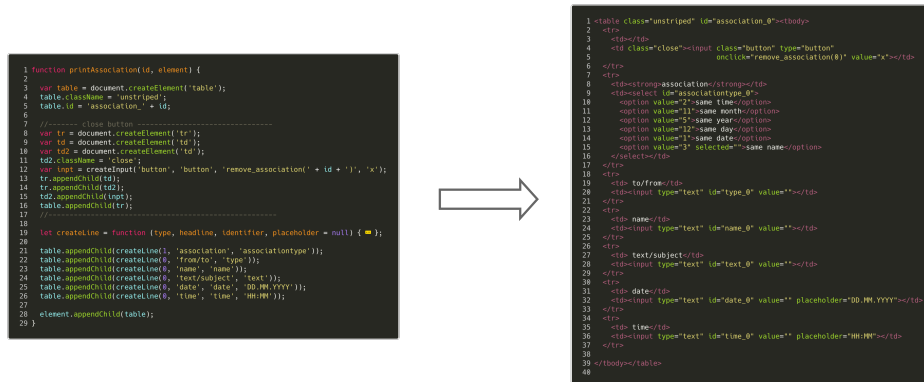 1 function printAssociation(id, element) {
2
3 var table = document.createElement('table');
4 table.className = 'unstriped';
5 table.id = 'association_' + id;
6
7 //------- close button ------------------------------
8 var tr = document.createElement('tr');
9 var td = document.createElement('td');
10 var td2 = document.createElement('td');
11 td2.className = 'close';
12 var inpt = createInput('button', 'button', 'remove_association(' + id + ')', 'x');
13 tr.appendChild(td);
14 tr.appendChild(td2);
15 td2.appendChild(inpt);
16 table.appendChild(tr);
17 //---------------------------------------------------
18
19 let createLine = function (type, headline, identifier, placeholder = null) { };
20
21 table.appendChild(createLine(1, 'association', 'associationtype'));
22 table.appendChild(createLine(0, 'from/to', 'type'));
23 table.appendChild(createLine(0, 'name', 'name'));
24 table.appendChild(createLine(0, 'text/subject', 'text'));
25 table.appendChild(createLine(0, 'date', 'date', 'DD.MM.YYYY'));
26 table.appendChild(createLine(0, 'time', 'time', 'HH:MM'));
27
28 element.appendChild(table);
29 }
1 <table class="unstriped" id="association_0"><tbody>
2 <tr>
3 <td></td>
4 <td class="close"><input class="button" type="button"
5 onclick="remove_association(0)" value="x"></td>
6 </tr>
7 <tr>
8 <td><strong>association</strong></td>
9 <td><select id="associationtype_0">
10 <option value="2">same time</option>
11 <option value="11">same month</option>
12 <option value="5">same year</option>
13 <option value="12">same day</option>
14 <option value="1">same date</option>
15 <option value="3" selected="">same name</option>
16 </select></td>
17 </tr>
18 <tr>
19 <td> to/from</td>
20 <td><input type="text" id="type_0" value=""></td>
21 </tr>
22 <tr>
23 <td> name</td>
24 <td><input type="text" id="name_0" value=""></td>
25 </tr>
26 <tr>
27 <td> text/subject</td>
28 <td><input type="text" id="text_0" value=""></td>
29 </tr>
30 <tr>
31 <td> date</td>
32 <td><input type="text" id="date_0" value="" placeholder="DD.MM.YYYY"></td>
33 </tr>
34 <tr>
35 <td> time</td>
36 <td><input type="text" id="time_0" value="" placeholder="HH:MM"></td>
37 </tr>
38
39 </tbody></table>
40